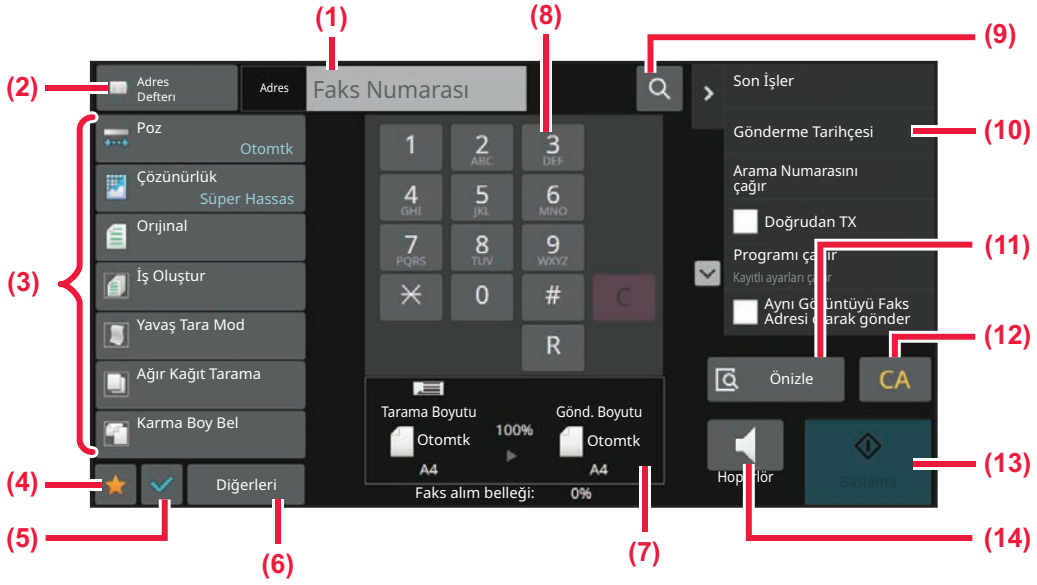 (1)
(8)
(9)
(2)
Adres
Defteri
Adres
Faks Numarası
Son İşler
(3)
Poz
Otomtk
1
2
ABC
3
DEF
Gönderme Tarihçesi
(10)
Çözünürlük
Süper Hassas
4
GHI
5
JKL
6
MNO
Arama Numarasını
çağır
Orijinal
7
PQRS
8
TUV
9
WXYZ
Doğrudan TX
(11)
İş Oluştur
0
#
C
Programı çağır
Kayıtlı ayarları çağır
Yavaş Tara Mod
R
Aynı Görüntüyü Faks
Adresi olarak gönder
(12)
Ağır Kağıt Tarama
Önizle
CA
Karma Boy Bel
Tarama Boyutu
Otomtk
A4
100%
Gönd. Boyutu
Otomtk
A4
Hoparlör
Başlama
(13)
(4)
Diğerleri
Faks alım belleği:
0%
(5)
(6)
(7)
(14)